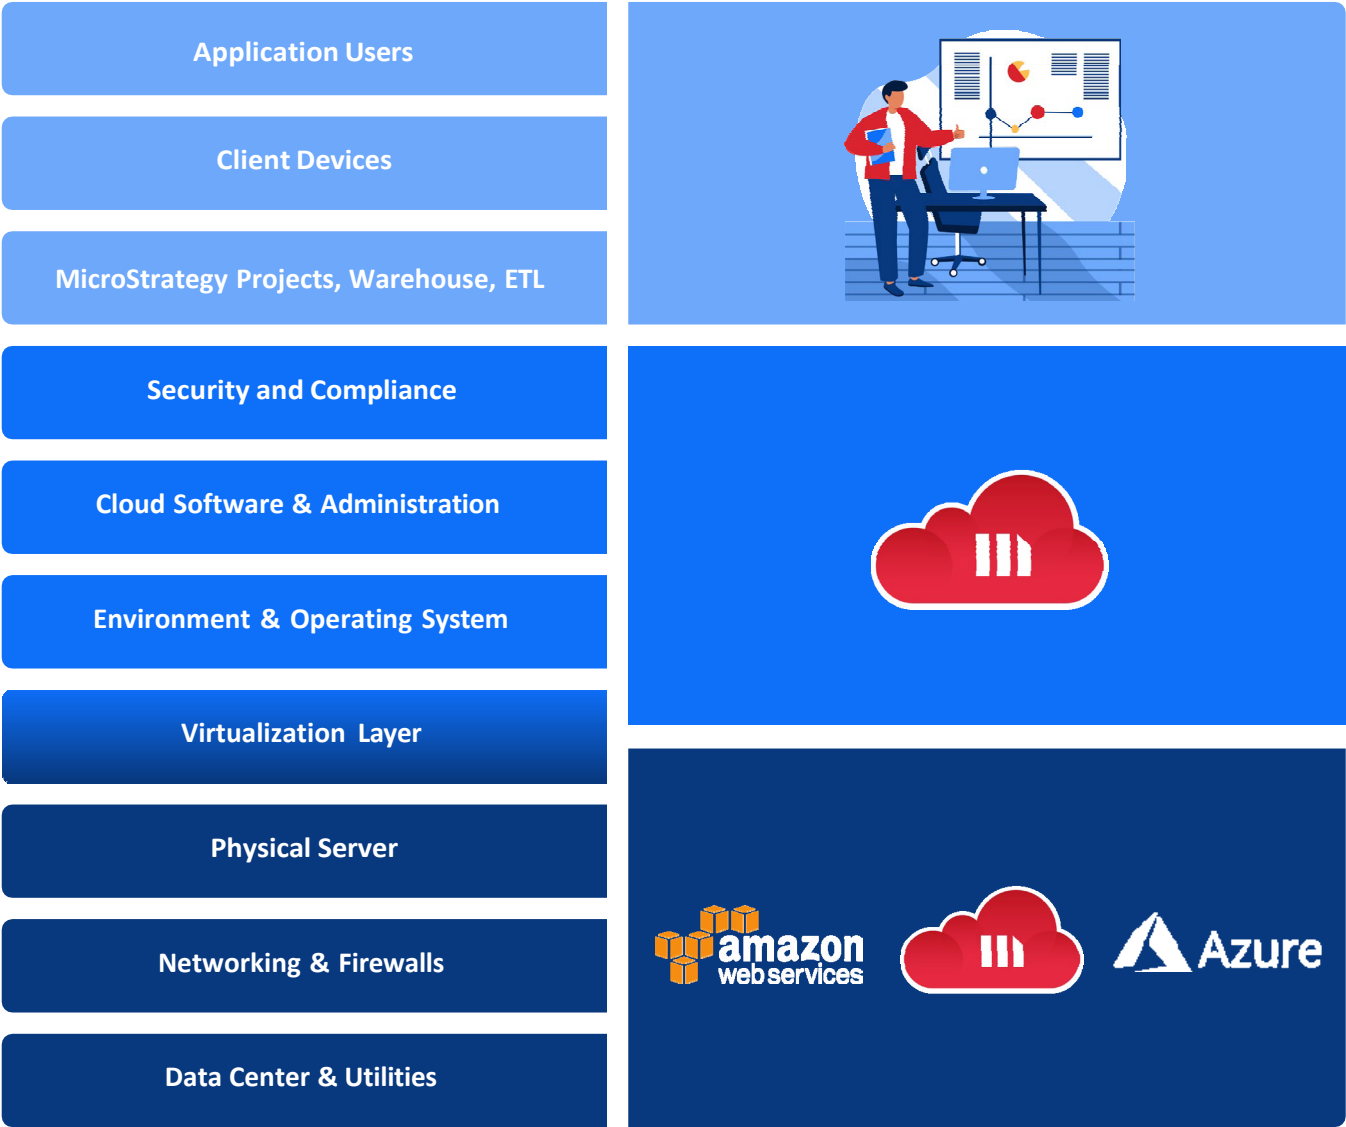 Application Users
Client Devices
MicroStrategy Projects, Warehouse, ETL
Security and Compliance
Cloud Software & Administration
Environment & Operating System
Virtualization Layer
Physical Server
Networking & Firewalls
Data Center & Utilities
amazon
web services
Azure